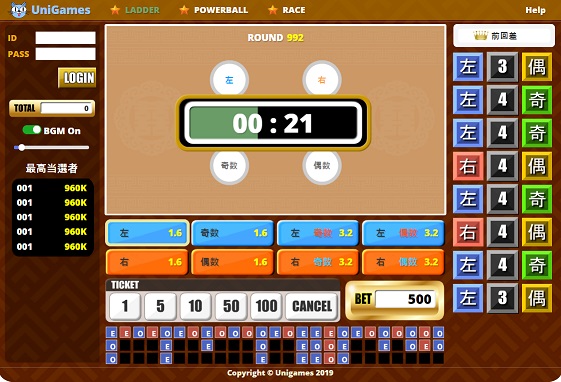 UniGames
LADDER
POWERBALL
RACE
Help
ID
PASS
LOGIN
TOTAL 0
BGM On
最高当選者
001 960K
001 960K
001 960K
001 960K
001 960K
ROUND 992
左
右
00 : 21
奇数
偶数
左 1.6
奇数 1.6
左 奇数 3.2
左 偶数 3.2
右 1.6
偶数 1.6
右 奇数 3.2
右 偶数 3.2
TICKET
1
5
10
50
100
CANCEL
BET 500
前回差
左 3 偶
左 4 奇
左 4 奇
右 4 偶
左 4 奇
右 4 偶
左 4 奇
左 3 偶
Copyright © Unigames 2019